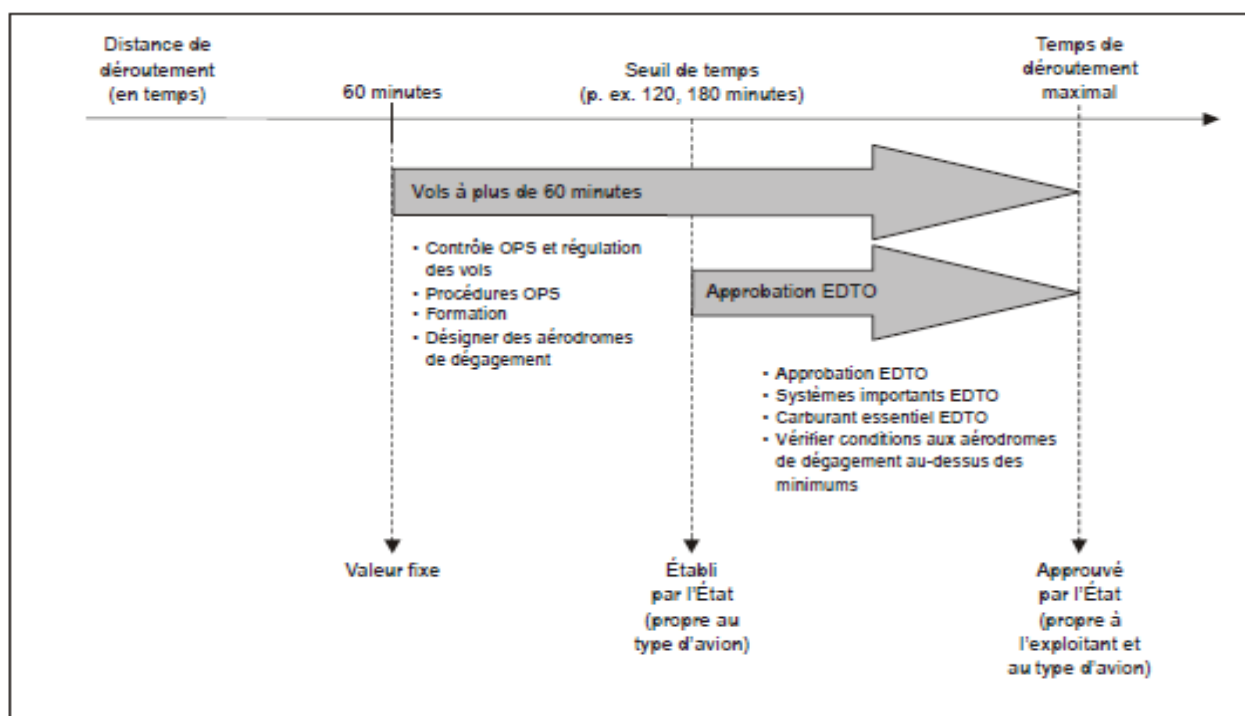 Distance de
déroutement
(en temps)
60 minutes
Seuil de temps
(p. ex. 120, 180 minutes)
Temps de
déroutement
maximal
Vols à plus de 60 minutes
• Contrôle OPS et régulation
des vols
• Procédures OPS
• Formation
• Désigner des aérodromes
de dégagement
Approbation EDTO
• Approbation EDTO
• Systèmes importants EDTO
• Carburant essentiel EDTO
• Vérifier conditions aux aérodromes
de dégagement au-dessus des
minimums
Valeur fixe
Établi
par l'État
(propre au
type d'avion)
Approuvé
par l'État
(propre à
l'exploitant et
au type d'avion)